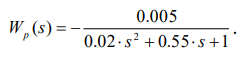 W_p(s) = −0.005 / (0.02·s² + 0.55·s + 1).